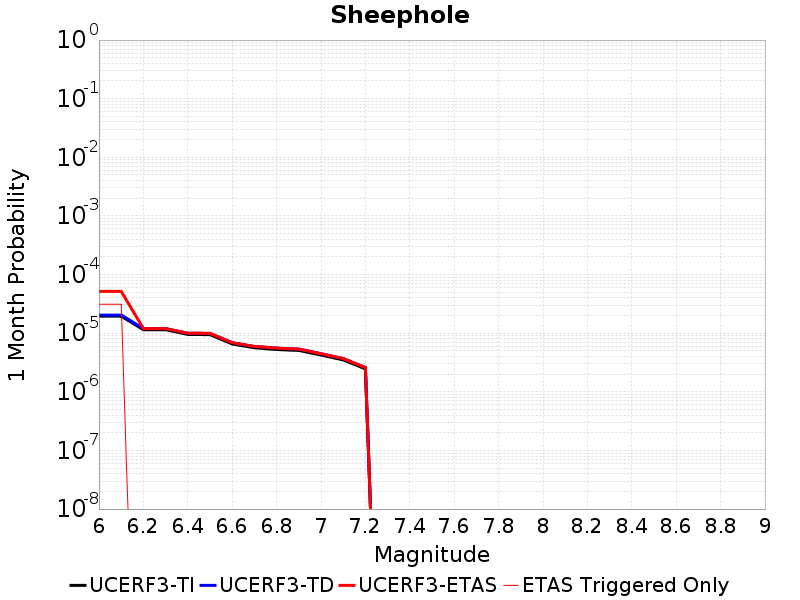 Sheephole
1 Month Probability
10^0
10^-1
10^-2
10^-3
10^-4
10^-5
10^-6
10^-7
10^-8
6 6.2 6.4 6.6 6.8 7 7.2 7.4 7.6 7.8 8 8.2 8.4 8.6 8.8 9
Magnitude
UCERF3-TI UCERF3-TD UCERF3-ETAS ETAS Triggered Only